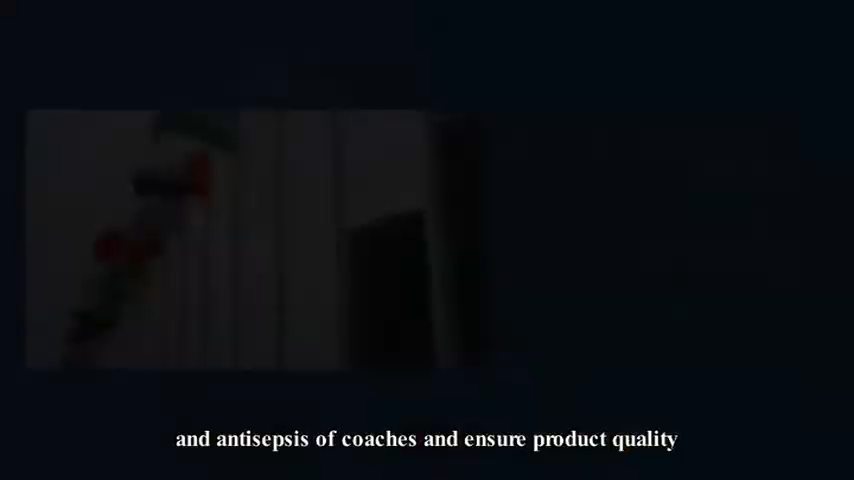 and antisepsis of coaches and ensure product quality